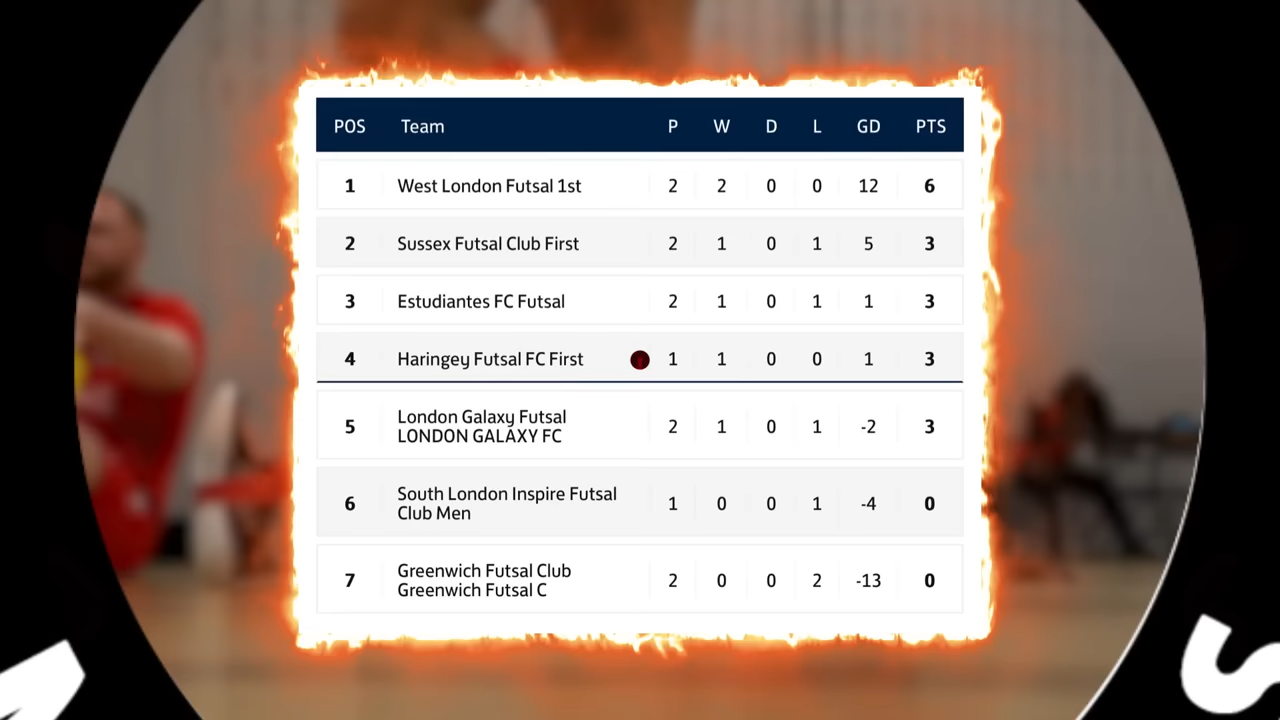 POS Team P W D L GD PTS
1 West London Futsal 1st 2 2 0 0 12 6
2 Sussex Futsal Club First 2 1 0 1 5 3
3 Estudiantes FC Futsal 2 1 0 1 1 3
4 Haringey Futsal FC First 1 1 0 0 1 3
5 London Galaxy Futsal
LONDON GALAXY FC 2 1 0 1 -2 3
6 South London Inspire Futsal
Club Men 1 0 0 1 -4 0
7 Greenwich Futsal Club
Greenwich Futsal C 2 0 0 2 -13 0